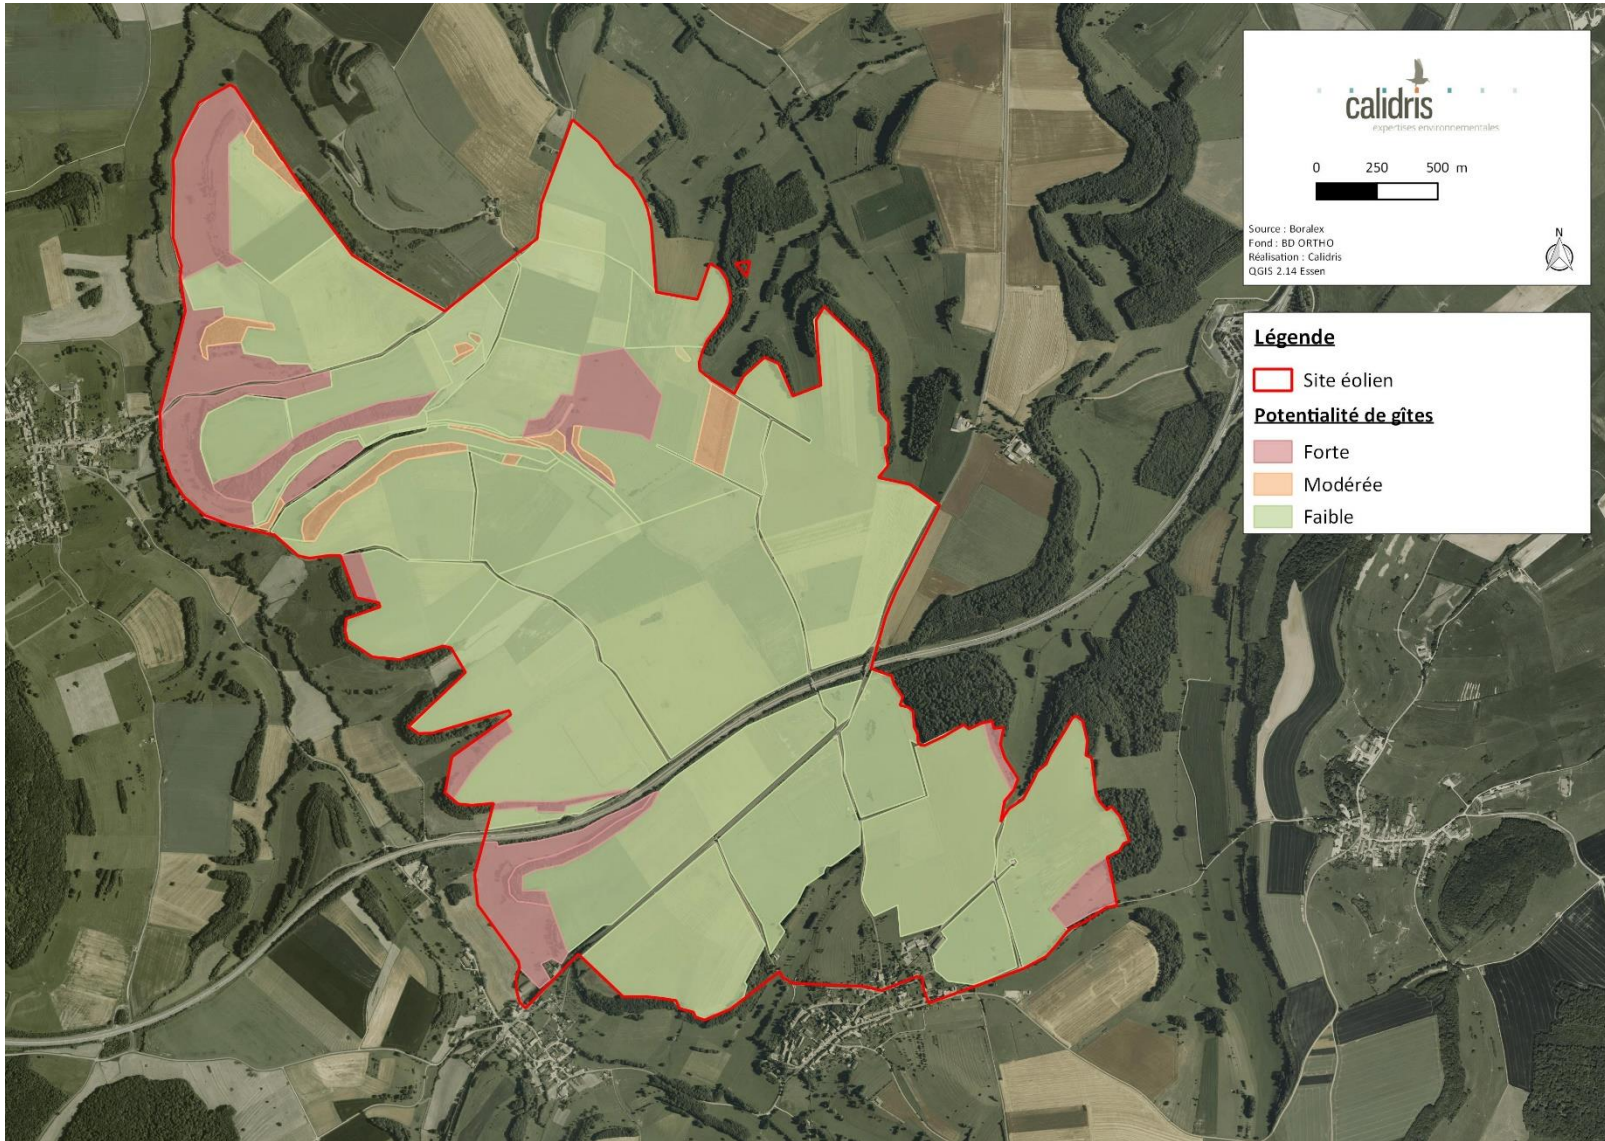 calidris
expertises environnementales
0 250 500 m
Source : Boralex
Fond : BD ORTHO
Réalisation : Calidris
QGIS 2.14 Essen
N
Légende
Site éolien
Potentialité de gîtes
Forte
Modérée
Faible